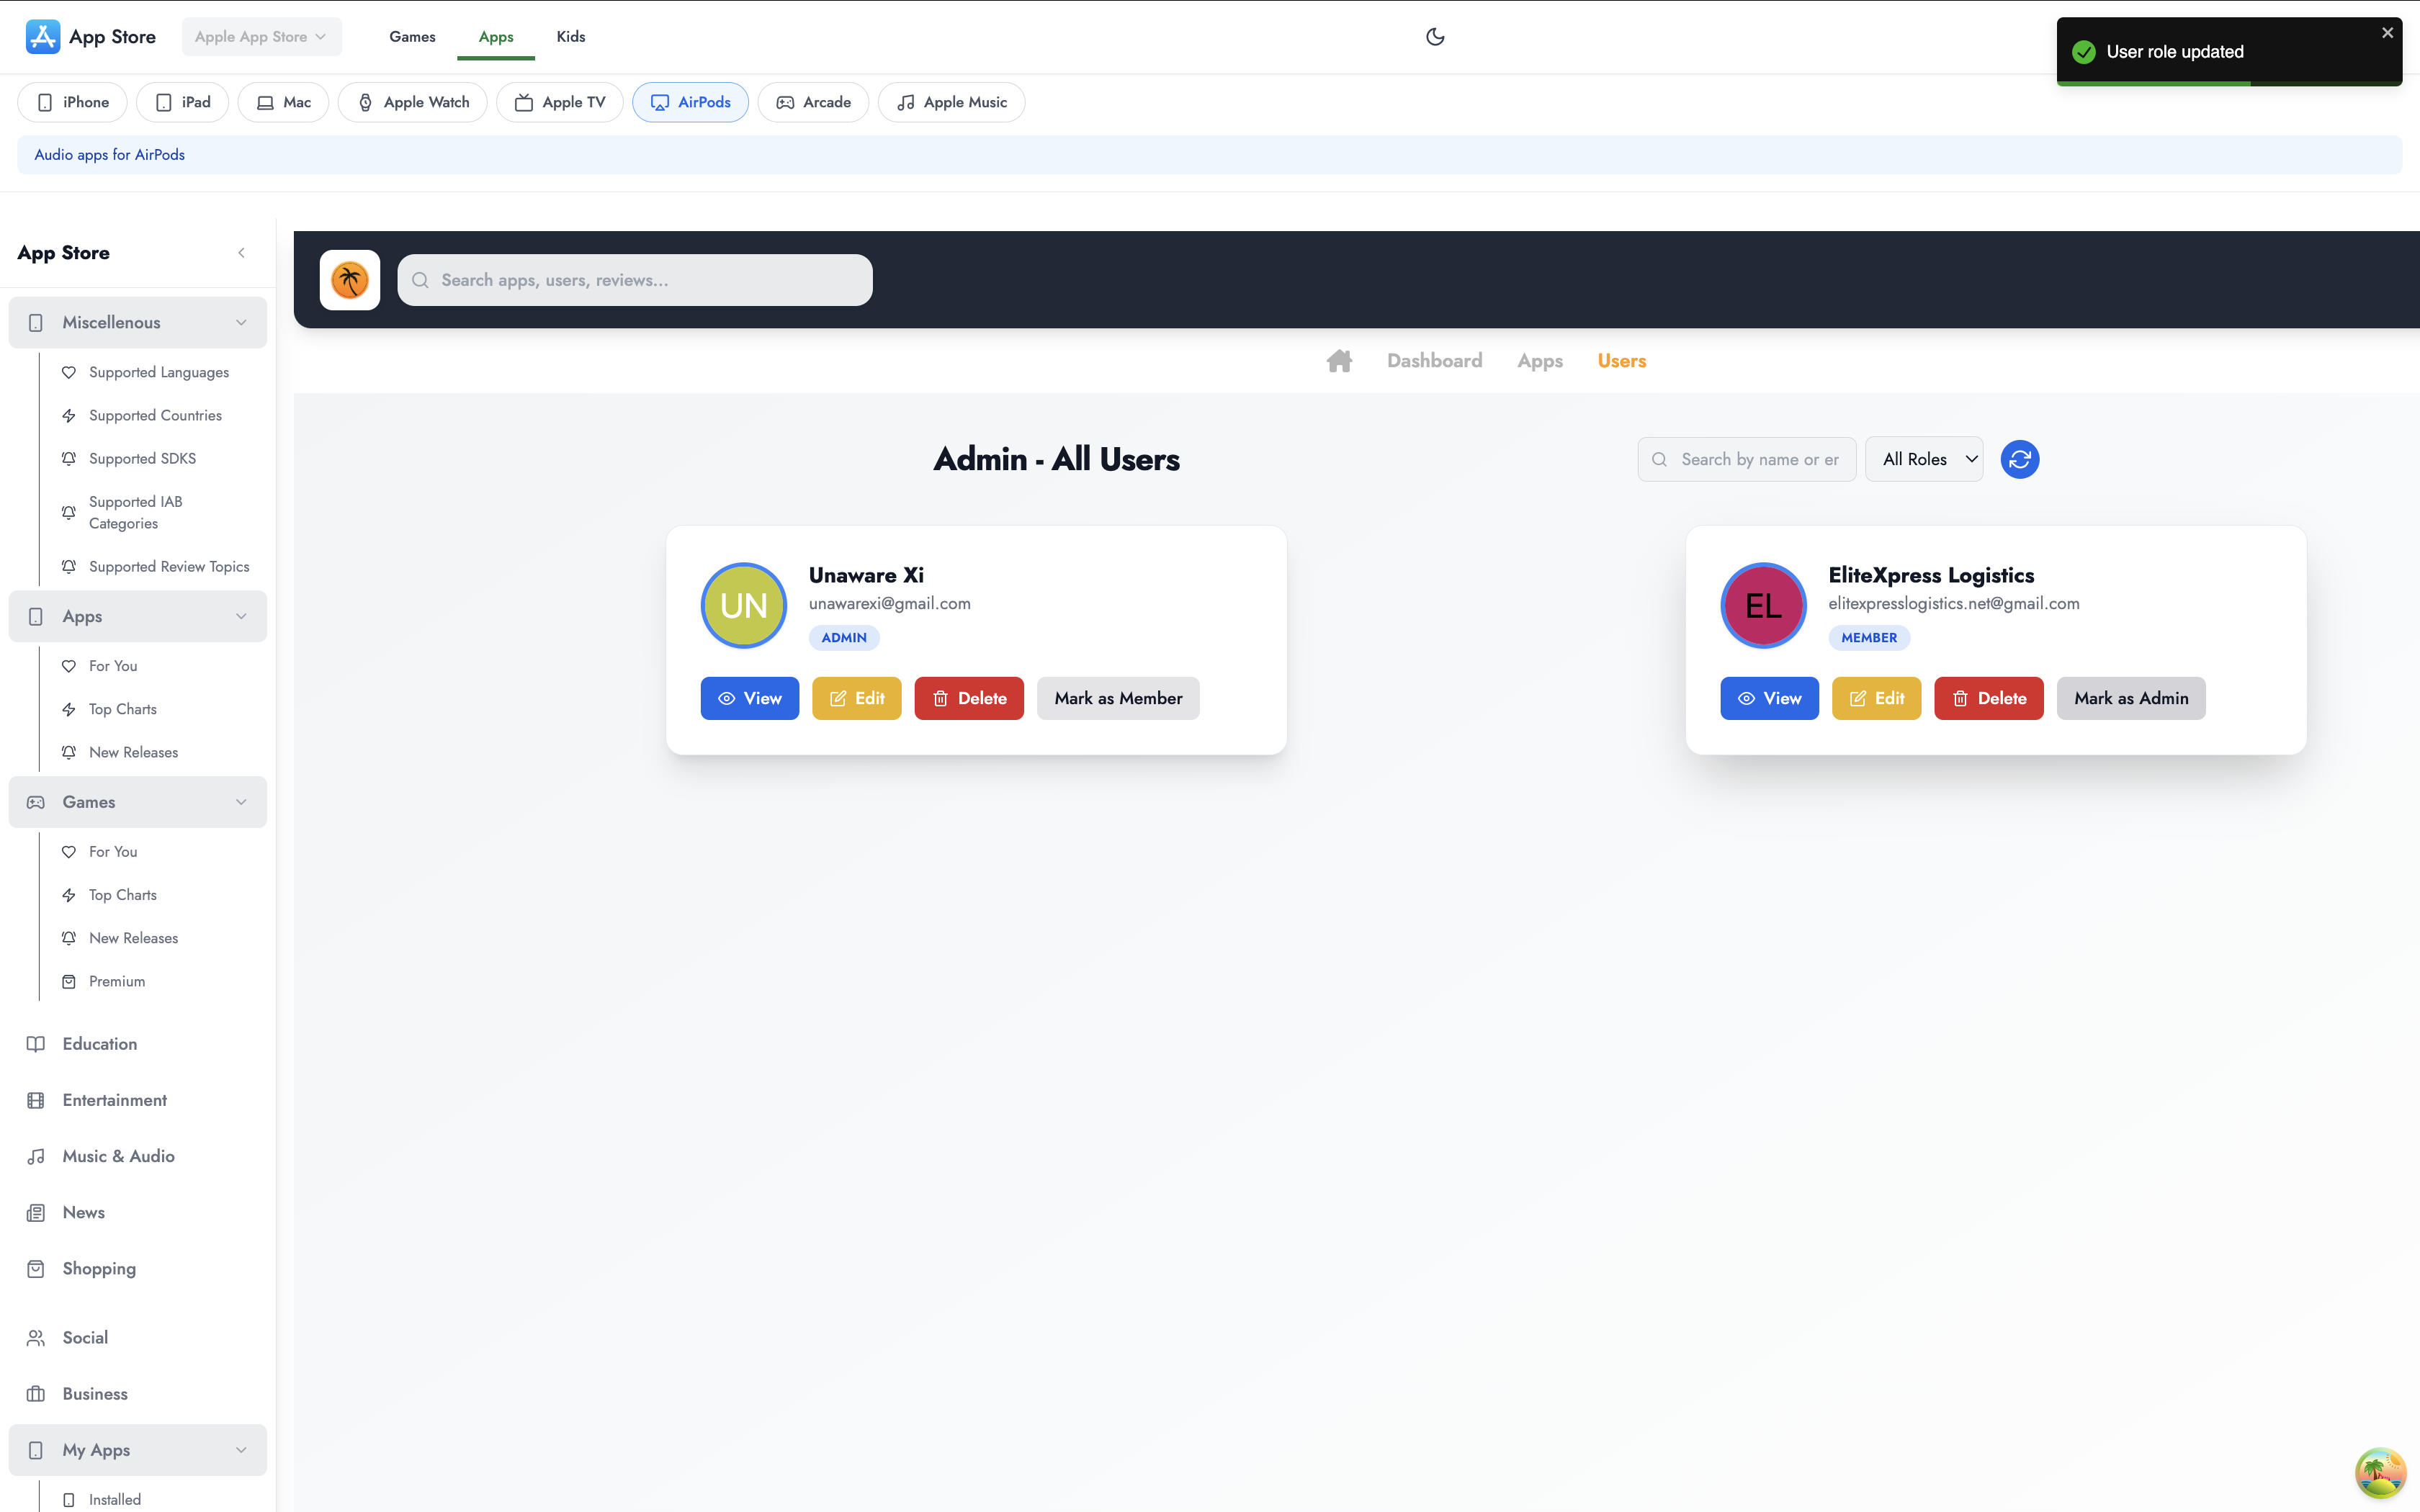 App Store
Apple App Store
Games
Apps
Kids
User role updated
iPhone
iPad
Mac
Apple Watch
Apple TV
AirPods
Arcade
Apple Music
Audio apps for AirPods
App Store
Miscellenous
Supported Languages
Supported Countries
Supported SDKS
Supported IAB
Categories
Supported Review Topics
Apps
For You
Top Charts
New Releases
Games
For You
Top Charts
New Releases
Premium
Education
Entertainment
Music & Audio
News
Shopping
Social
Business
My Apps
Installed
Search apps, users, reviews...
Dashboard
Apps
Users
Admin - All Users
Search by name or er
All Roles
UN
Unaware Xi
unawarexi@gmail.com
ADMIN
View
Edit
Delete
Mark as Member
EL
EliteXpress Logistics
elitexpresslogistics.net@gmail.com
MEMBER
View
Edit
Delete
Mark as Admin